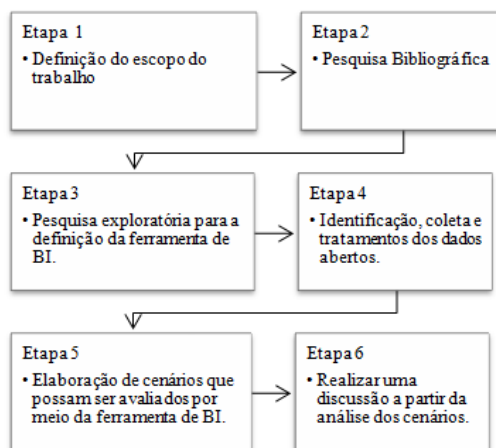 Etapa 1
• Definição do escopo do
trabalho
Etapa 2
• Pesquisa Bibliográfica
Etapa 3
• Pesquisa exploratória para a
definição da ferramenta de
BI.
Etapa 4
• Identificação, coleta e
tratamentos dos dados
abertos.
Etapa 5
• Elaboração de cenários que
possam ser avaliados por
meio da ferramenta de BI.
Etapa 6
• Realizar uma
discussão a partir da
análise dos cenários.